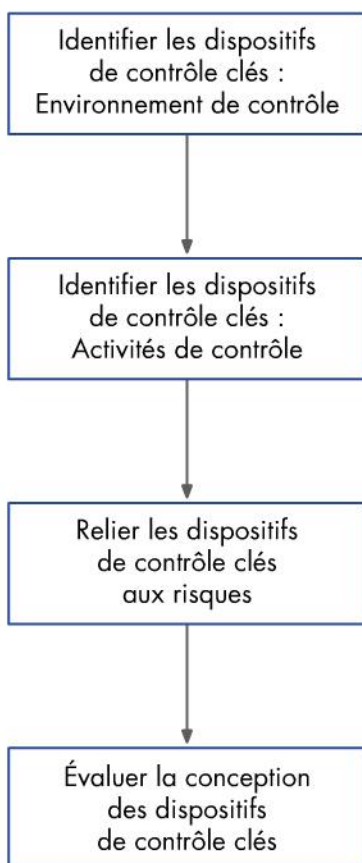 Identifier les dispositifs
de contrôle clés :
Environnement de contrôle
Identifier les dispositifs
de contrôle clés :
Activités de contrôle
Relier les dispositifs
de contrôle clés
aux risques
Évaluer la conception
des dispositifs
de contrôle clés